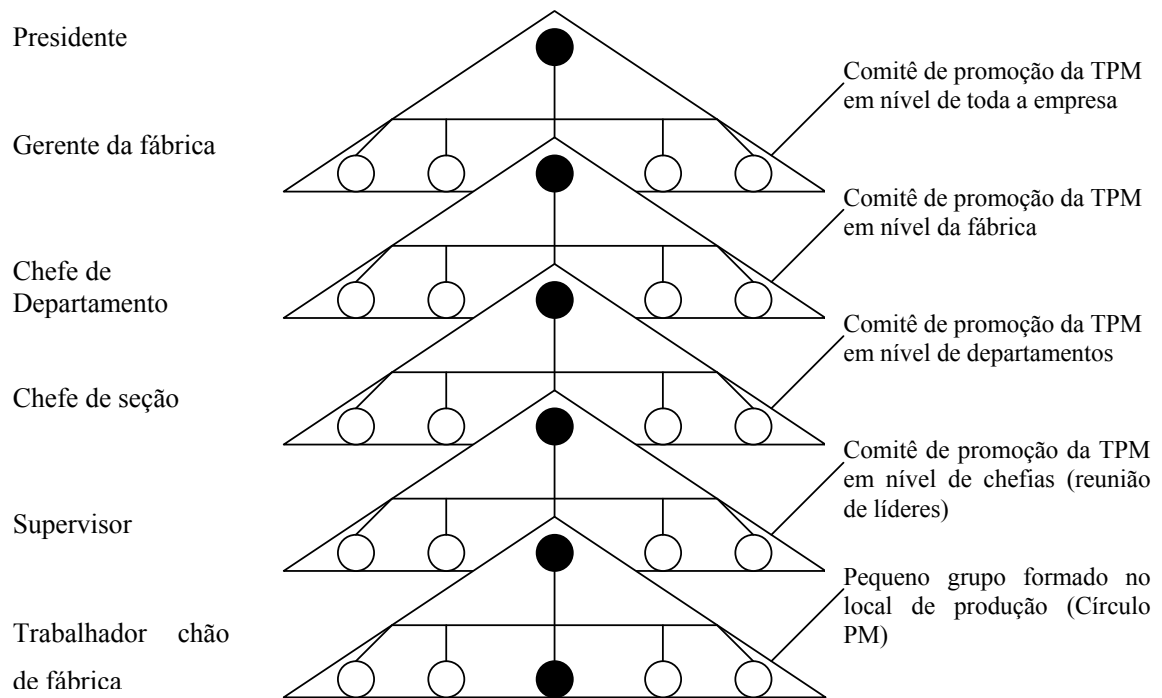 Presidente
Comitê de promoção da TPM
em nível de toda a empresa
Gerente da fábrica
Comitê de promoção da TPM
em nível da fábrica
Chefe de
Departamento
Comitê de promoção da TPM
em nível de departamentos
Chefe de seção
Comitê de promoção da TPM
em nível de chefias (reunião
de líderes)
Supervisor
Pequeno grupo formado no
local de produção (Círculo
PM)
Trabalhador chão
de fábrica